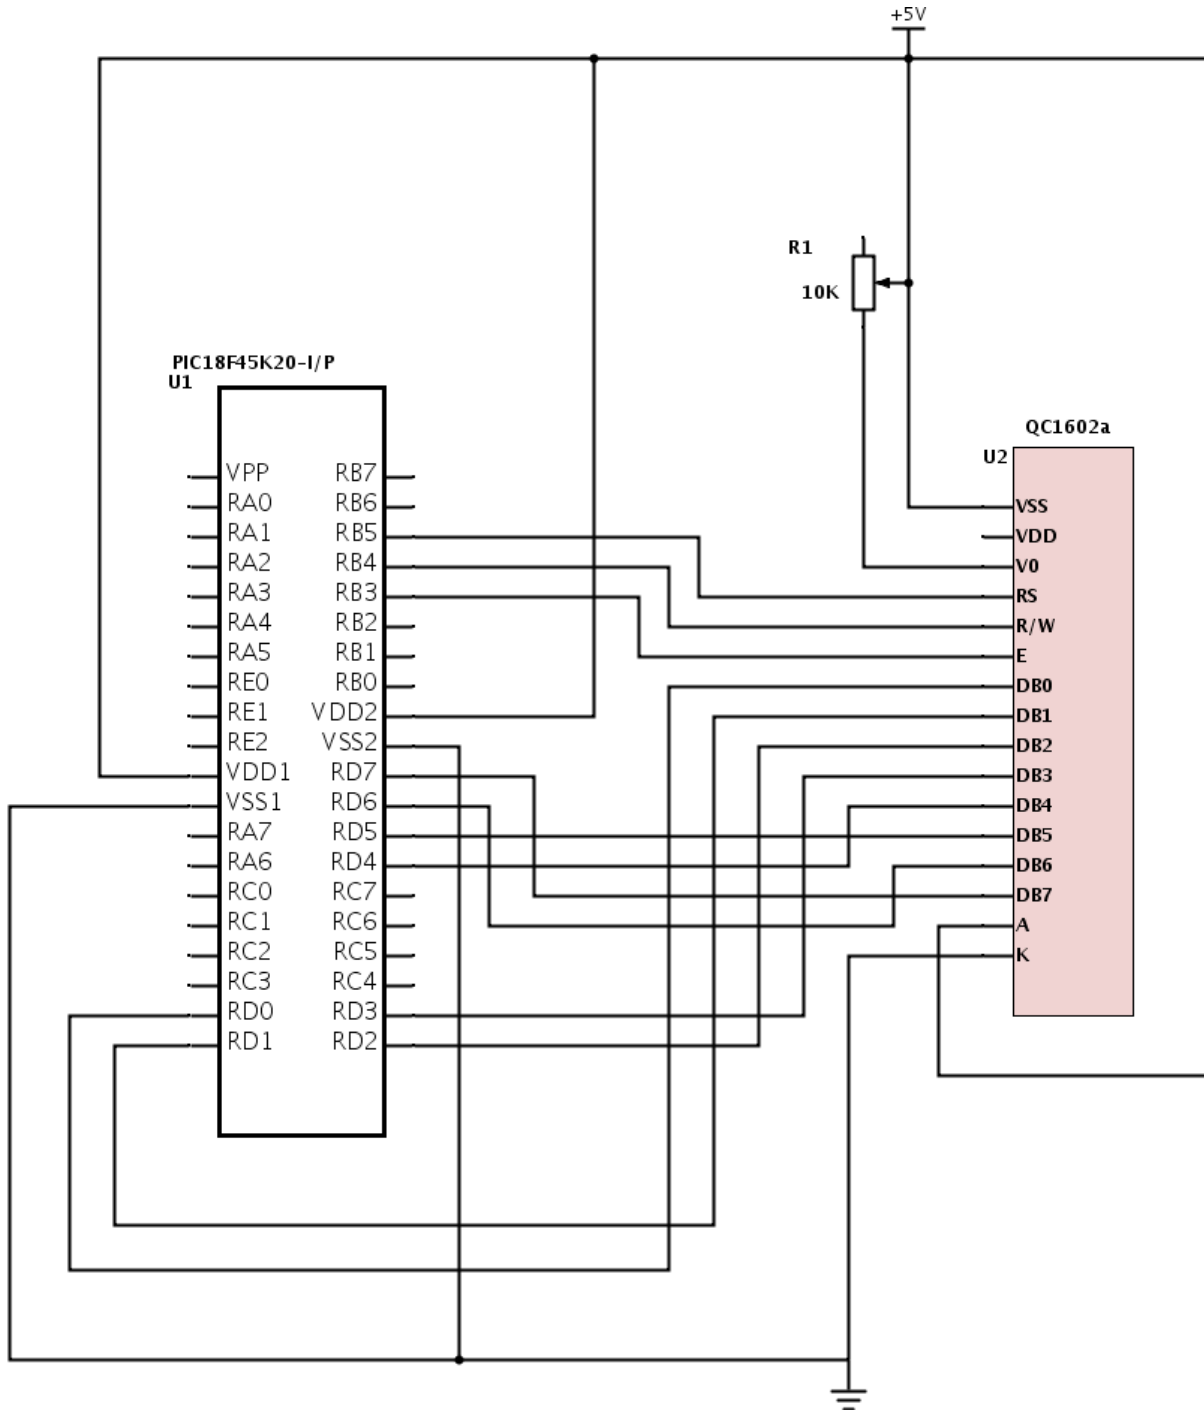 +5V
R1
10K
PIC18F45K20-I/P
U1
QC1602a
U2
VPP RB7
RA0 RB6
RA1 RB5
RA2 RB4
RA3 RB3
RA4 RB2
RA5 RB1
RE0 RB0
RE1 VDD2
RE2 VSS2
VDD1 RD7
VSS1 RD6
RA7 RD5
RA6 RD4
RC0 RC7
RC1 RC6
RC2 RC5
RC3 RC4
RD0 RD3
RD1 RD2
VSS
VDD
V0
RS
R/W
E
DB0
DB1
DB2
DB3
DB4
DB5
DB6
DB7
A
K